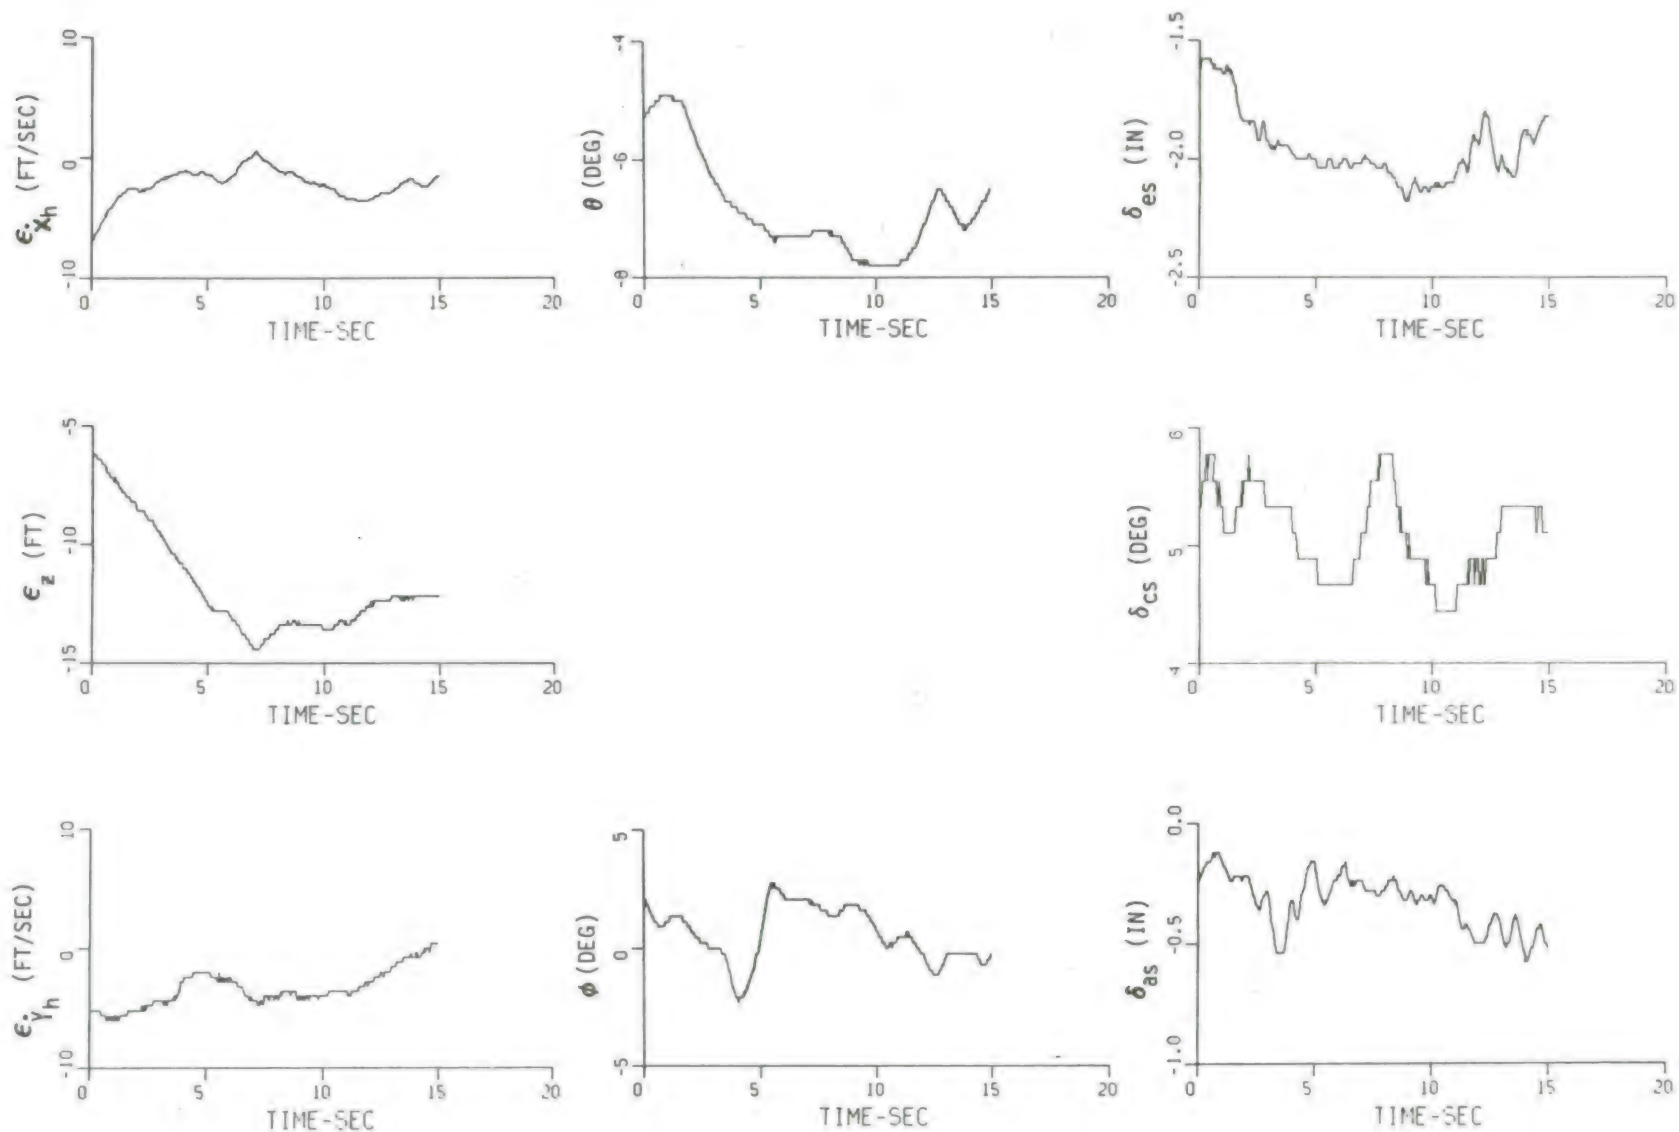 10
0
-10
ϵẋh (FT/SEC)
0 5 10 15 20
TIME-SEC
-4
-6
-8
θ (DEG)
0 5 10 15 20
TIME-SEC
-1.5
-2.0
-2.5
δes (IN)
0 5 10 15 20
TIME-SEC
-5
-10
-15
ϵz (FT)
0 5 10 15 20
TIME-SEC
6
5
4
δcs (DEG)
0 5 10 15 20
TIME-SEC
10
0
-10
ϵẏh (FT/SEC)
0 5 10 15 20
TIME-SEC
5
0
-5
ϕ (DEG)
0 5 10 15 20
TIME-SEC
0.0
-0.5
-1.0
δas (IN)
0 5 10 15 20
TIME-SEC